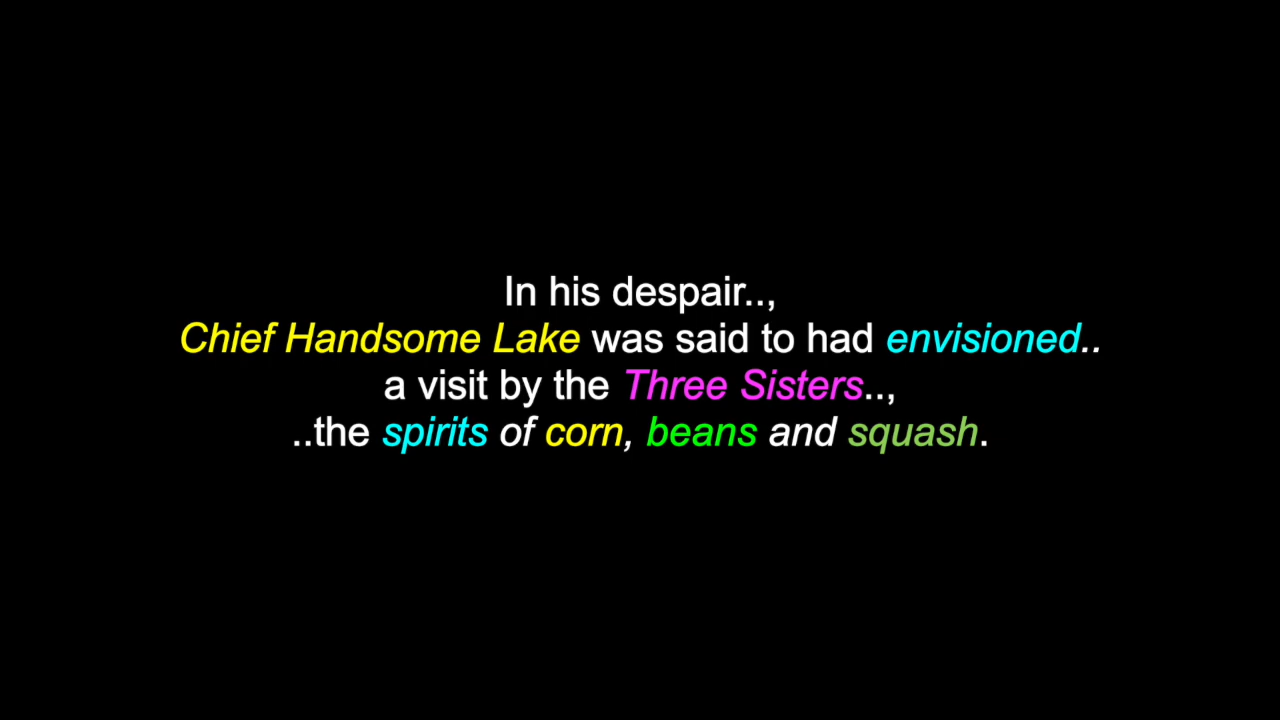 In his despair..,
Chief Handsome Lake was said to had envisioned..
a visit by the Three Sisters..,
..the spirits of corn, beans and squash.